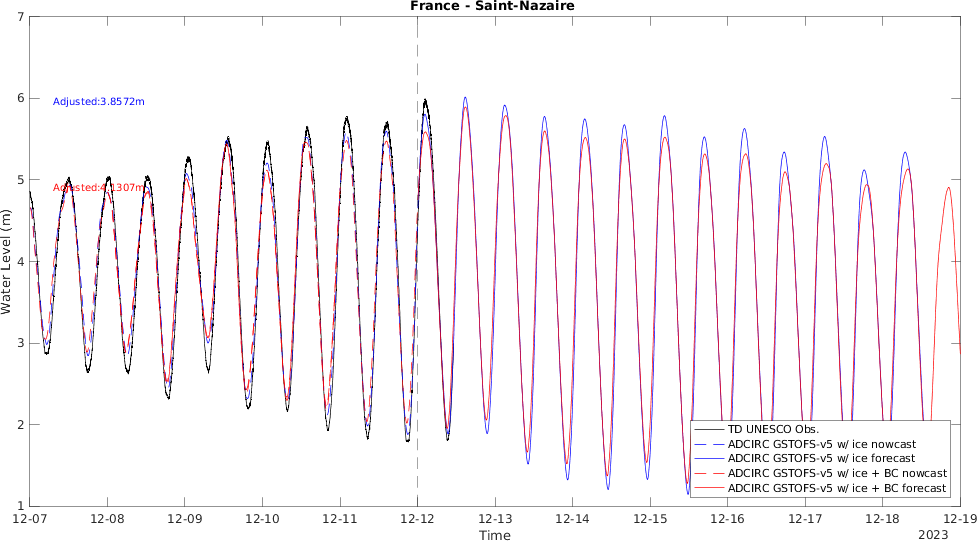 France - Saint-Nazaire
7
6
5
4
3
2
1
Water Level (m)
Adjusted:3.8572m
Adjusted:4.1307m
TD UNESCO Obs.
ADCIRC GSTOFS-v5 w/ ice nowcast
ADCIRC GSTOFS-v5 w/ ice forecast
ADCIRC GSTOFS-v5 w/ ice + BC nowcast
ADCIRC GSTOFS-v5 w/ ice + BC forecast
12-07 12-08 12-09 12-10 12-11 12-12 12-13 12-14 12-15 12-16 12-17 12-18 12-19
Time
2023